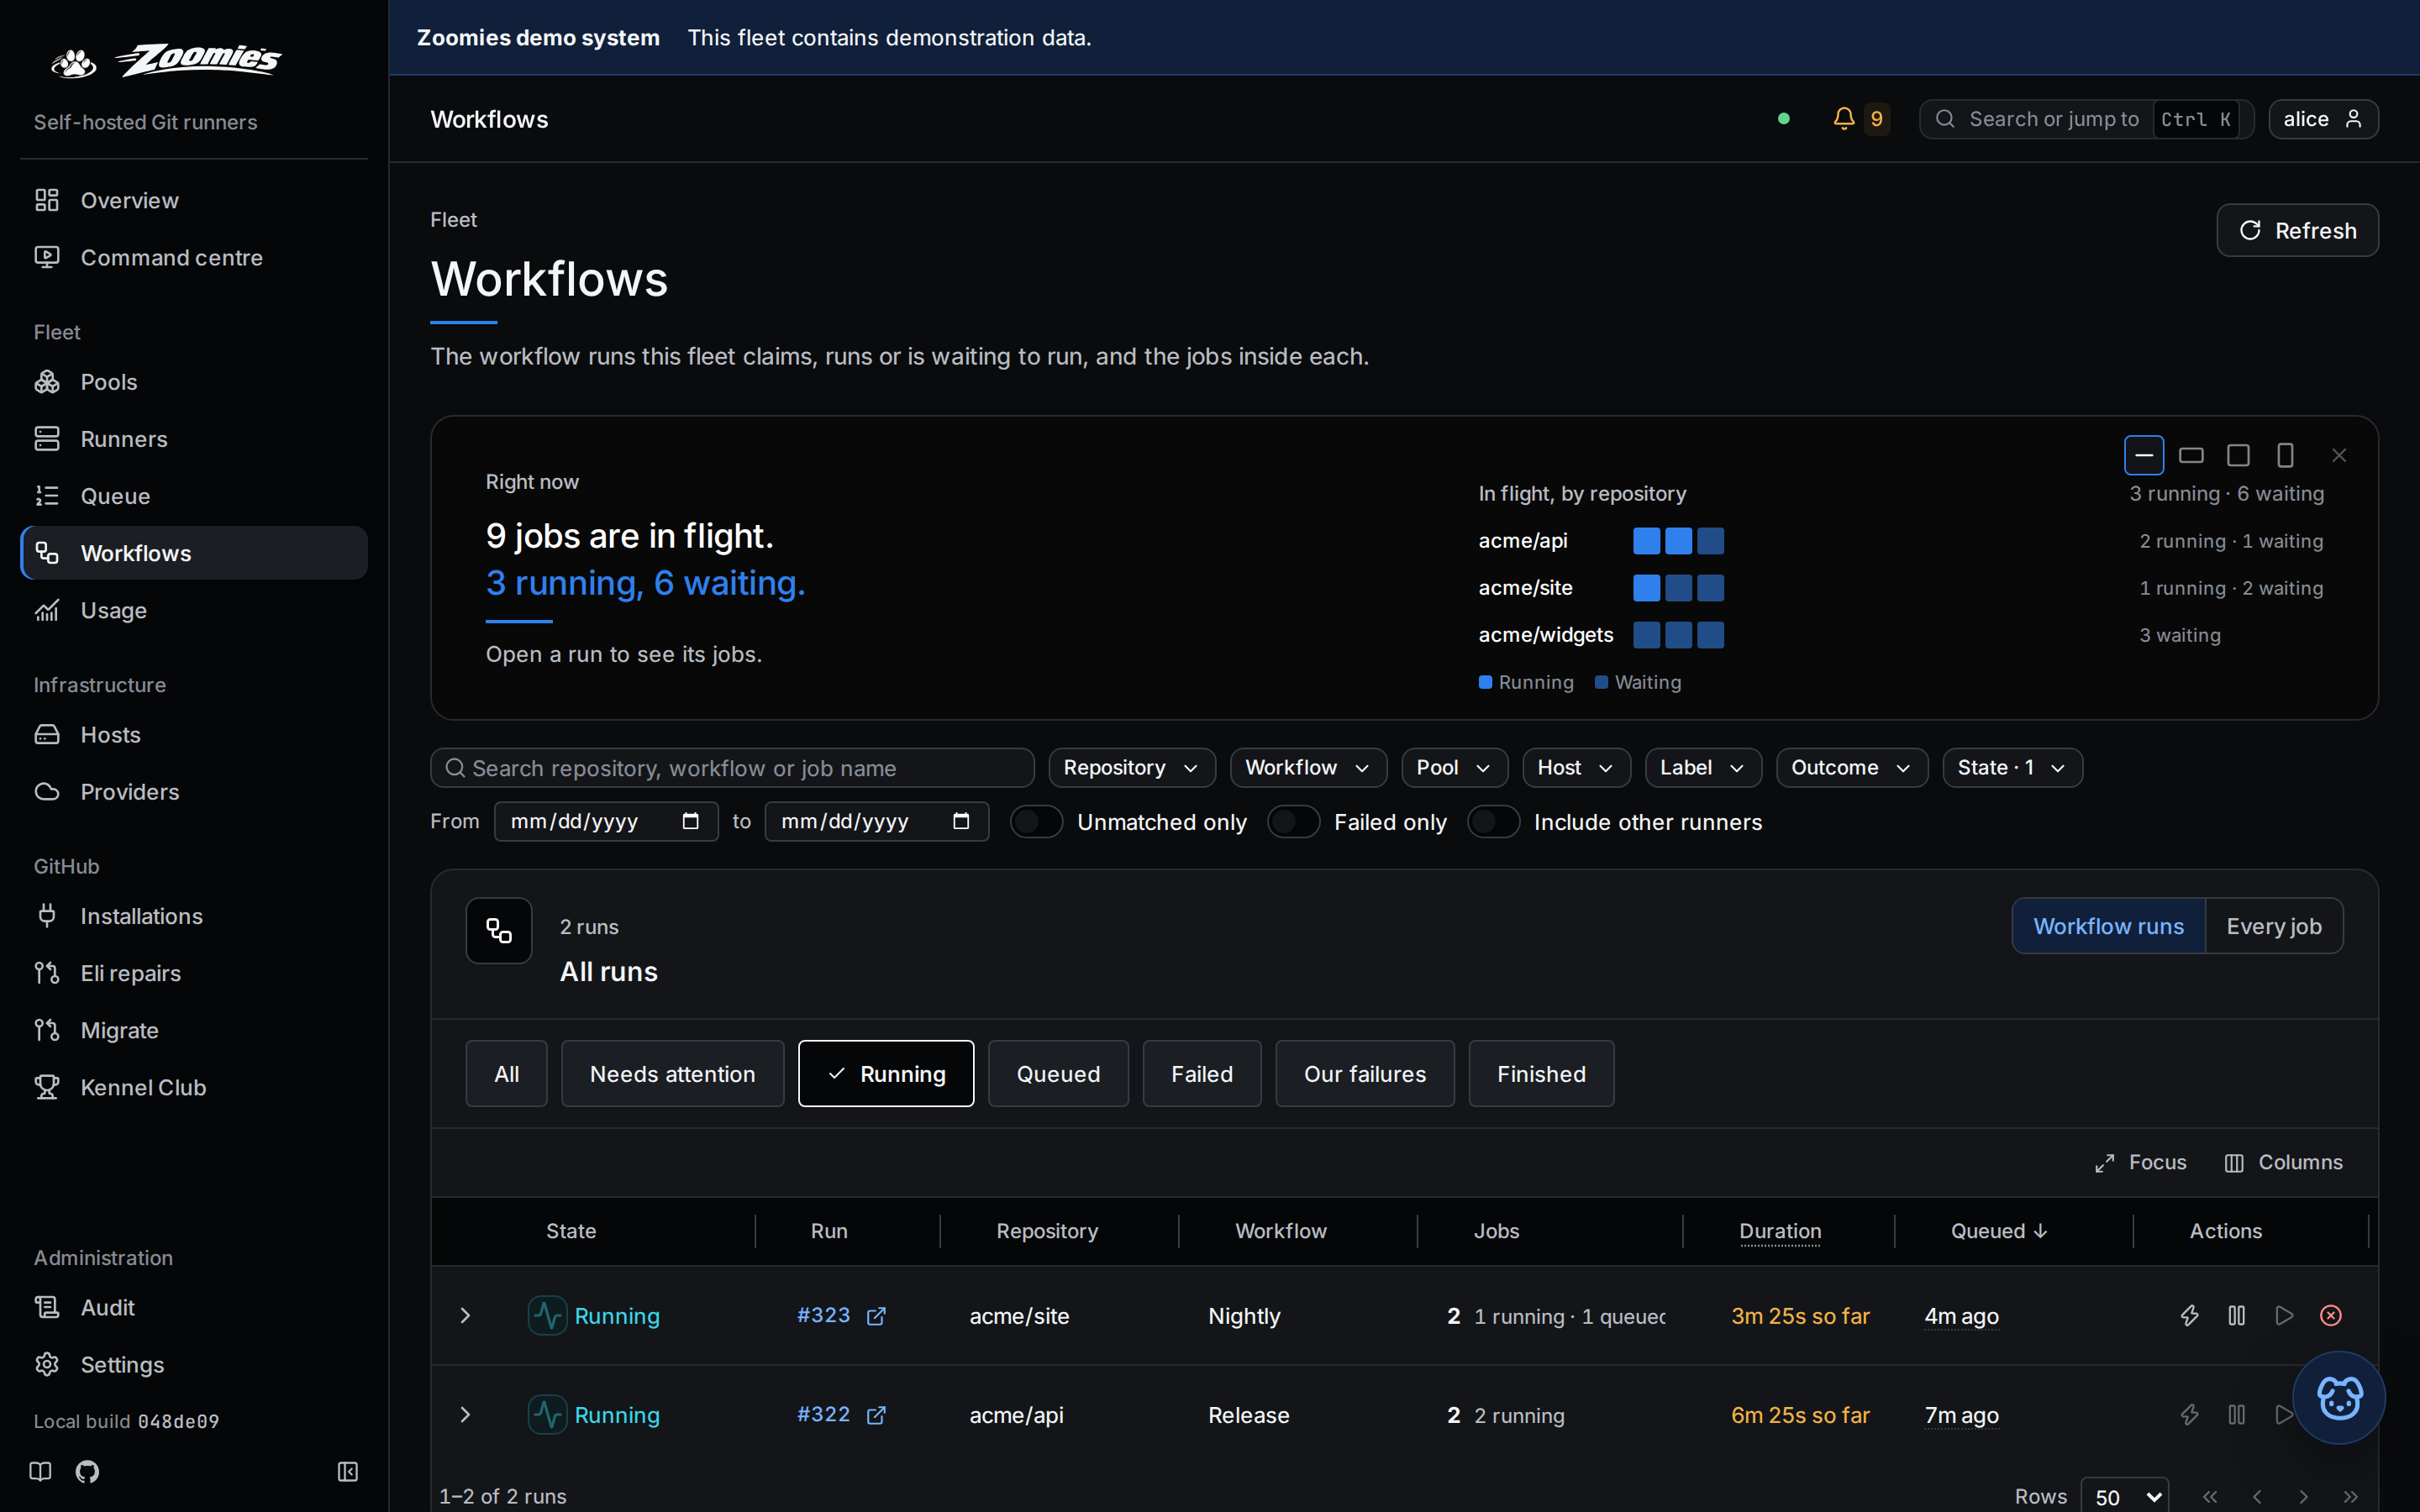 Zoomies
Self-hosted Git runners
Overview
Command centre
Fleet
Pools
Runners
Queue
Workflows
Usage
Infrastructure
Hosts
Providers
GitHub
Installations
Eli repairs
Migrate
Kennel Club
Administration
Audit
Settings
Local build 048de09
Zoomies demo system This fleet contains demonstration data.
Workflows
9
Search or jump to Ctrl K
alice
Fleet
Workflows
The workflow runs this fleet claims, runs or is waiting to run, and the jobs inside each.
Refresh
Right now
9 jobs are in flight.
3 running, 6 waiting.
Open a run to see its jobs.
In flight, by repository 3 running · 6 waiting
acme/api 2 running · 1 waiting
acme/site 1 running · 2 waiting
acme/widgets 3 waiting
Running Waiting
Search repository, workflow or job name
Repository Workflow Pool Host Label Outcome State · 1
From mm/dd/yyyy to mm/dd/yyyy Unmatched only Failed only Include other runners
2 runs
All runs
Workflow runs Every job
All Needs attention Running Queued Failed Our failures Finished
Focus Columns
State Run Repository Workflow Jobs Duration Queued Actions
Running #323 acme/site Nightly 2 1 running · 1 queued 3m 25s so far 4m ago
Running #322 acme/api Release 2 2 running 6m 25s so far 7m ago
1–2 of 2 runs
Rows 50